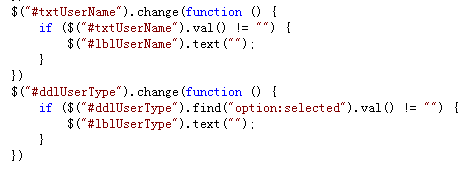 $("#txtUserName").change(function () {
    if ($("#txtUserName").val() != "") {
        $("#lblUserName").text("");
    }
})
$("#ddlUserType").change(function () {
    if ($("#ddlUserType").find("option:selected").val() != "") {
        $("#lblUserType").text("");
    }
})